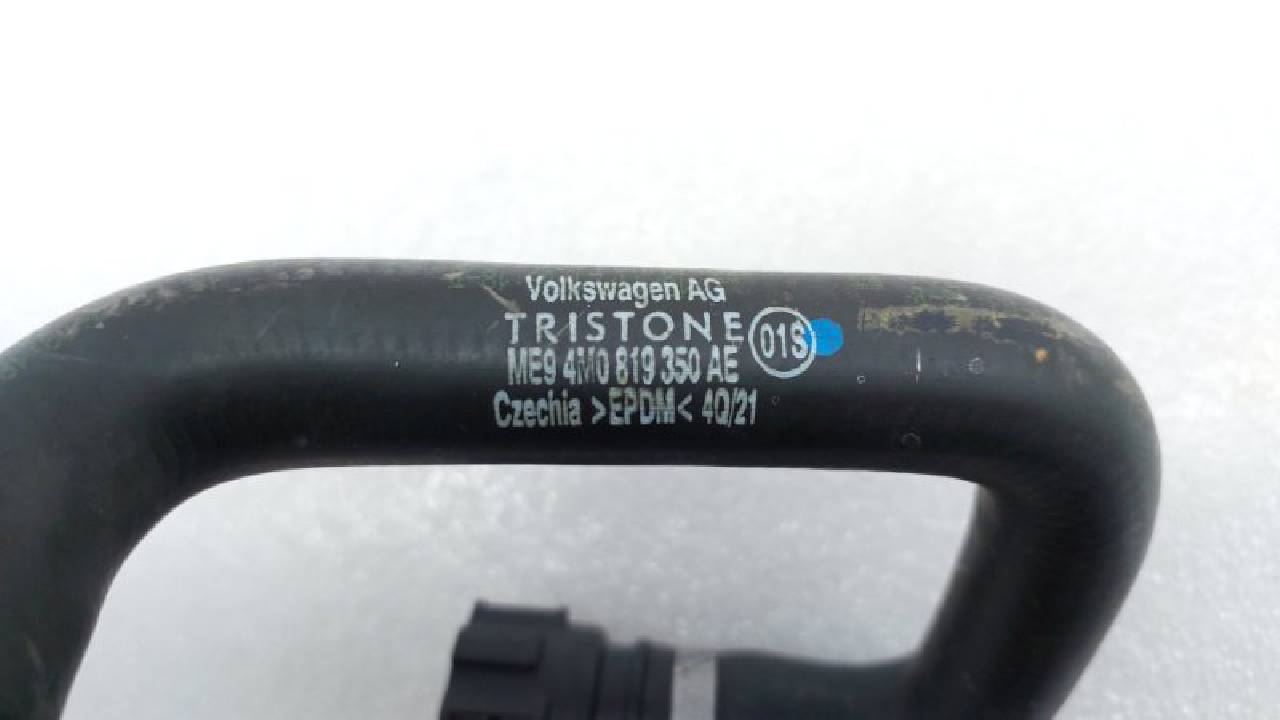 Volkswagen AG
TRISTONE 01S
ME9 4M0 819 350 AE
Czechia >EPDM< 4Q/21